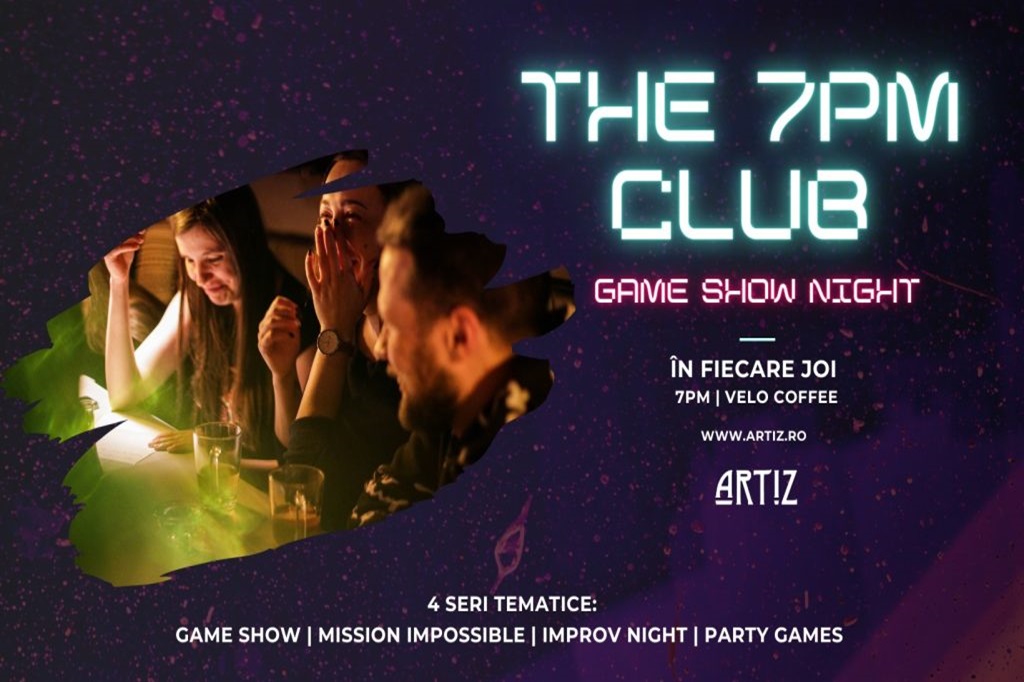 THE 7PM
CLUB
GAME SHOW NIGHT
ÎN FIECARE JOI
7PM | VELO COFFEE
WWW.ARTIZ.RO
ARTIZ
4 SERI TEMATICE:
GAME SHOW | MISSION IMPOSSIBLE | IMPROV NIGHT | PARTY GAMES